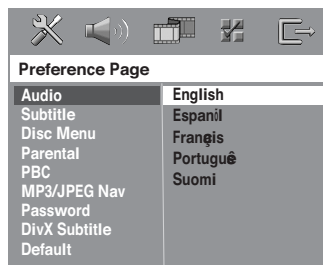 Preference Page
Audio
Subtitle
Disc Menu
Parental
PBC
MP3/JPEG Nav
Password
DivX Subtitle
Default
English
Espanõl
Français
Portuguê
Suomi